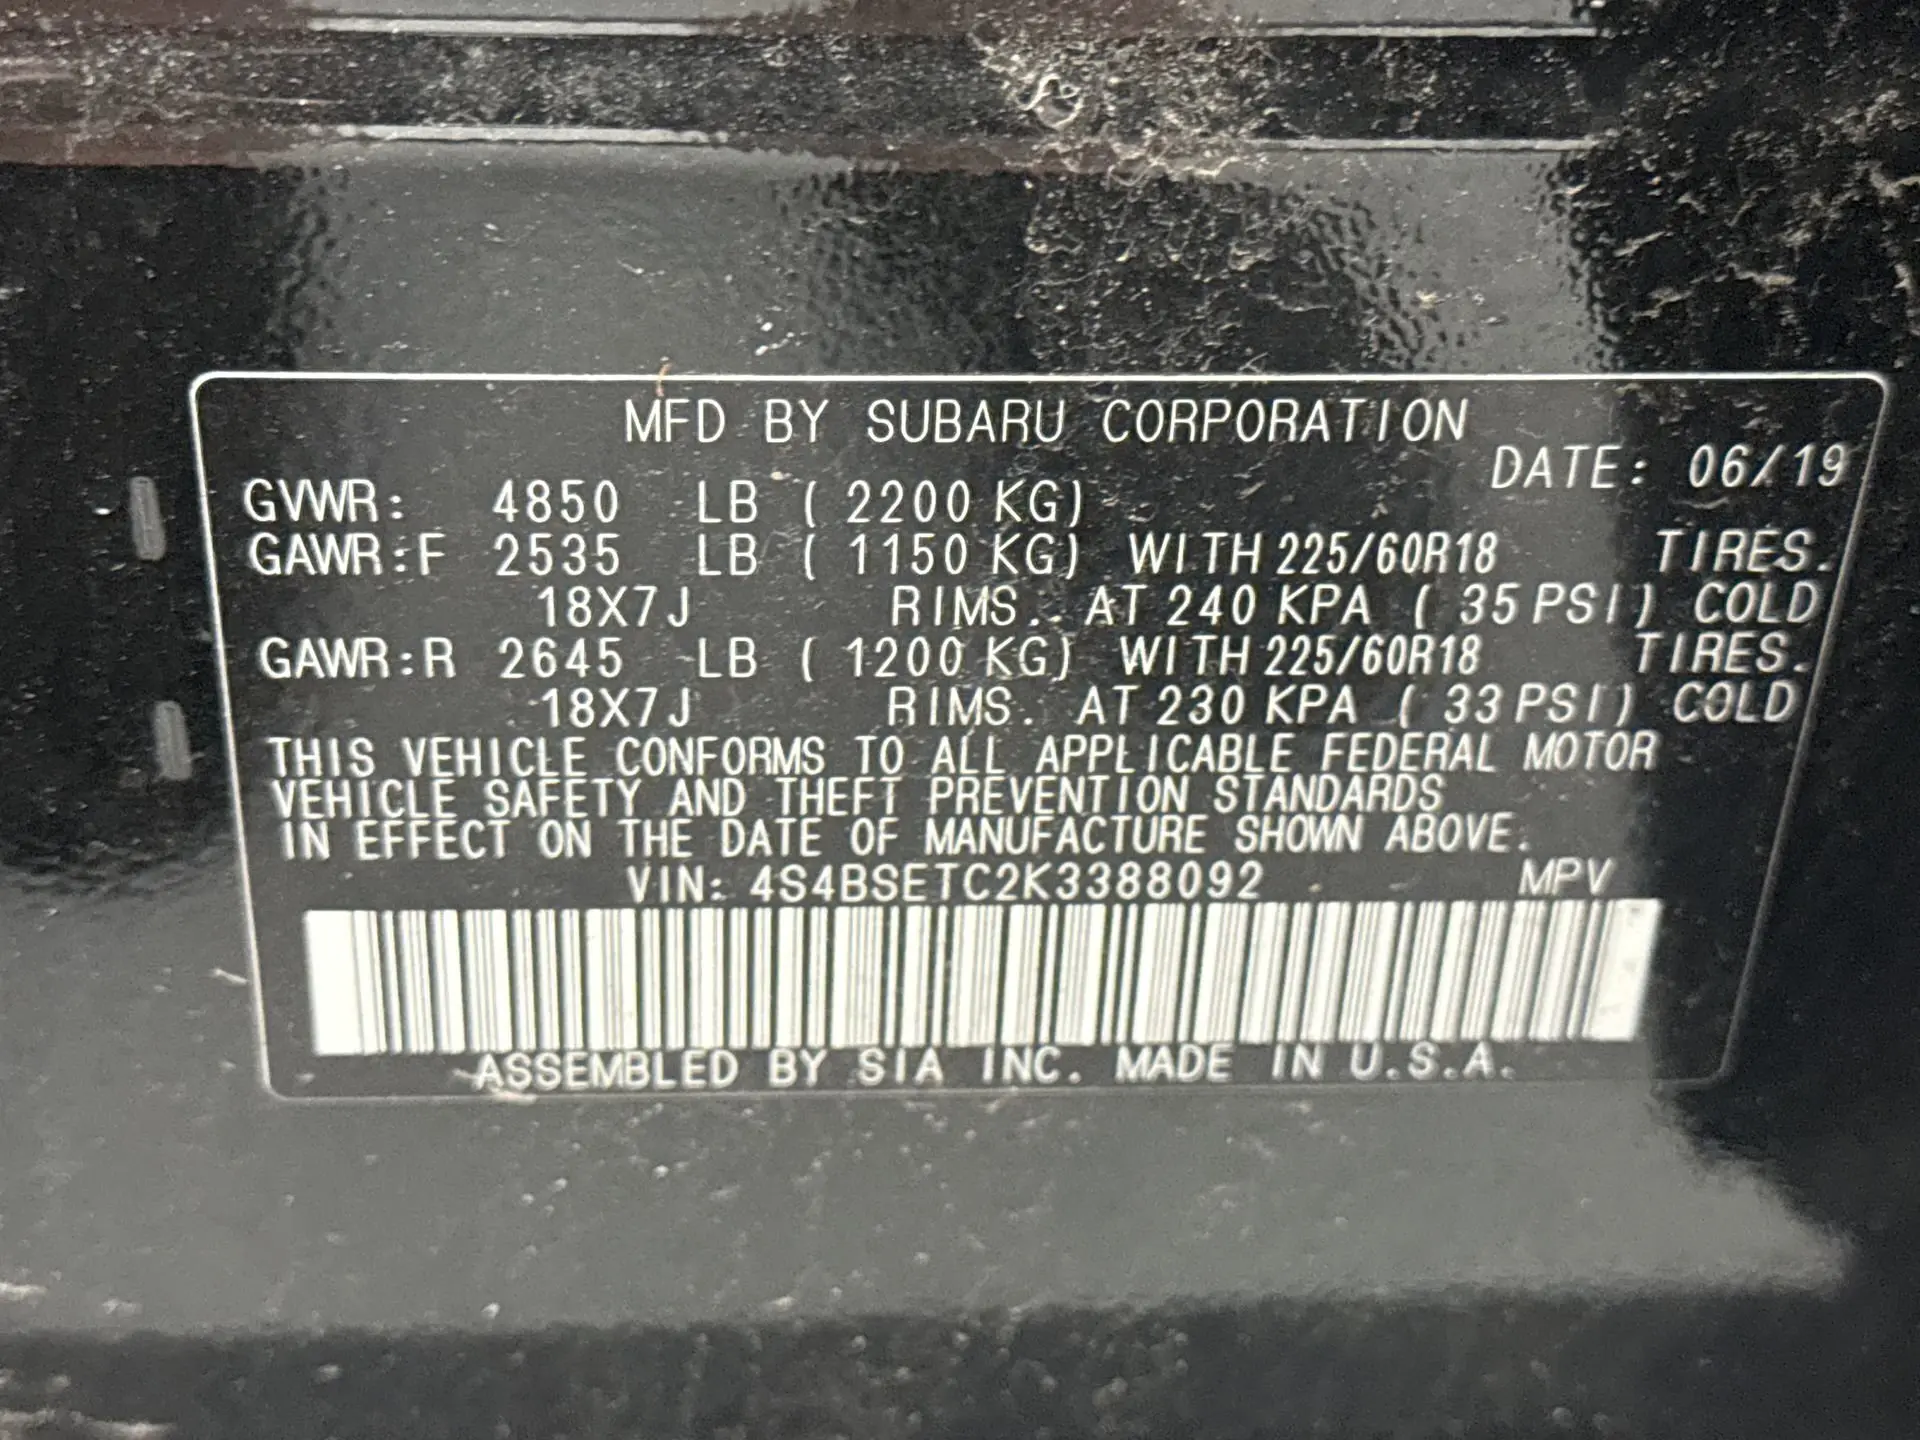 MFD BY SUBARU CORPORATION
DATE: 06/19
GVWR: 4850 LB ( 2200 KG)
GAWR:F 2535 LB ( 1150 KG) WITH 225/60R18 TIRES.
18X7J RIMS. AT 240 KPA ( 35 PSI) COLD
GAWR:R 2645 LB ( 1200 KG) WITH 225/60R18 TIRES.
18X7J RIMS. AT 230 KPA ( 33 PSI) COLD
THIS VEHICLE CONFORMS TO ALL APPLICABLE FEDERAL MOTOR
VEHICLE SAFETY AND THEFT PREVENTION STANDARDS
IN EFFECT ON THE DATE OF MANUFACTURE SHOWN ABOVE.
VIN: 4S4BSETC2K3388092 MPV
ASSEMBLED BY SIA INC. MADE IN U.S.A.